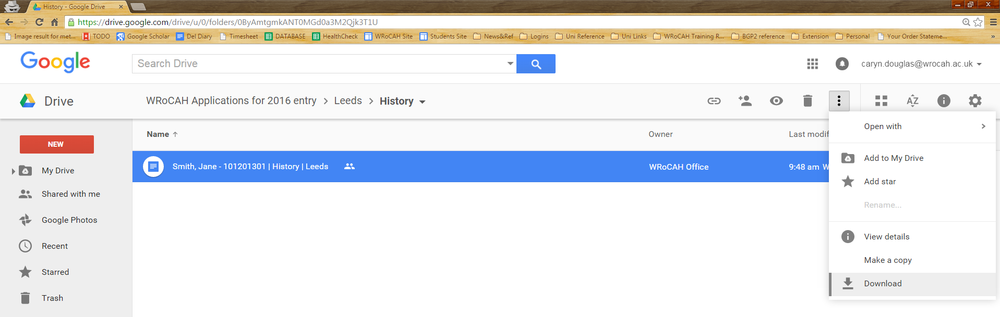 History - Google Drive
https://drive.google.com/drive/u/0/folders/0ByAmtgmkANT0MGd0a3M2Qjk3T1U
Image result for met... TODO Google Scholar Del Diary Timesheet DATABASE HealthCheck WRoCAH Site Students Site News&Ref Logins Uni Reference Uni Links WRoCAH Training R... BGP2 reference Extension Personal Your Order Stateme... »
Google Search Drive caryn.douglas@wrocah.ac.uk
Drive WRoCAH Applications for 2016 entry > Leeds > History AZ
Name Owner Last modif
NEW
Smith, Jane - 101201301 | History | Leeds WRoCAH Office 9:48 am W
My Drive
Shared with me
Google Photos
Recent
Starred
Trash
Open with
Add to My Drive
Add star
Rename...
View details
Make a copy
Download